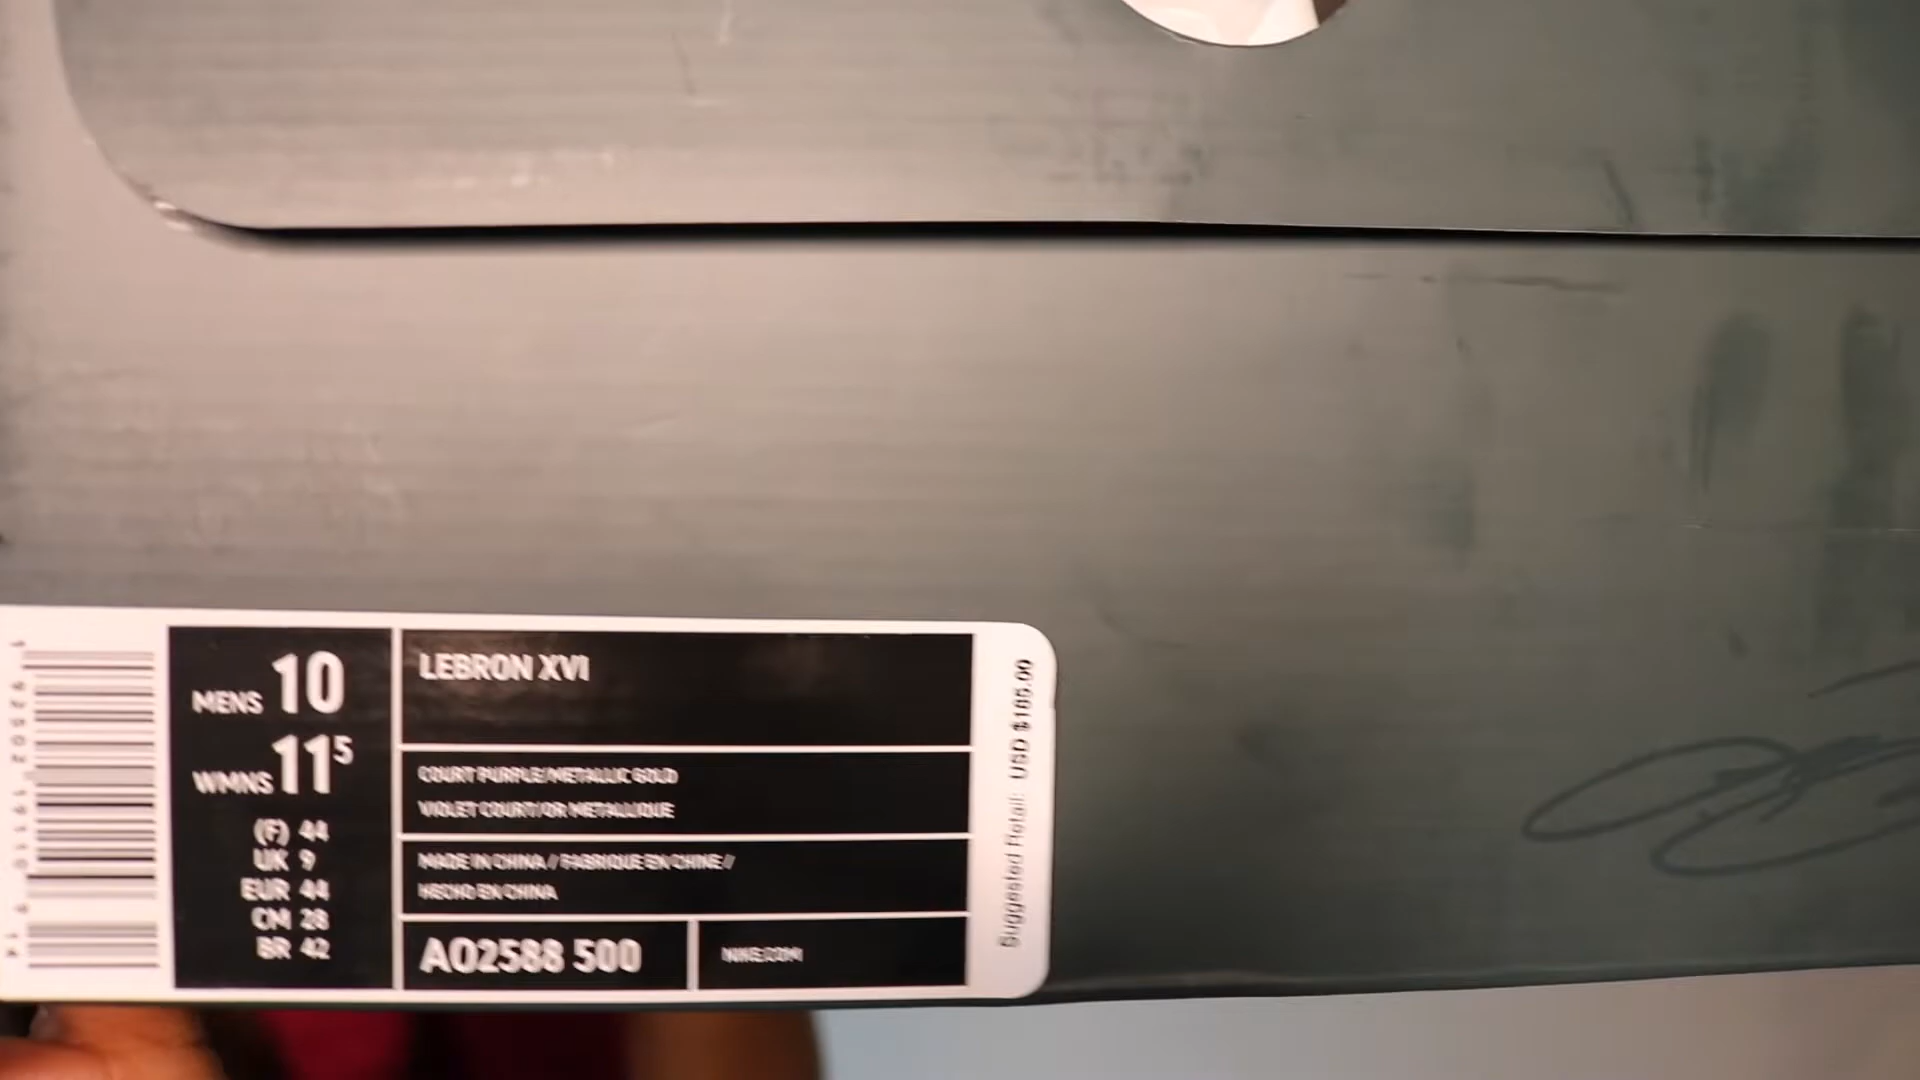 MENS 10
WMNS 11⁵
(F) 44
UK 9
EUR 44
CM 28
BR 42
LEBRON XVI
COURT PURPLE/METALLIC GOLD
VIOLET COURT/OR METALLIQUE
MADE IN CHINA / FABRIQUE EN CHINE /
HECHO EN CHINA
AO2588 500
NIKE.COM
Suggested Retail: USD $185.00